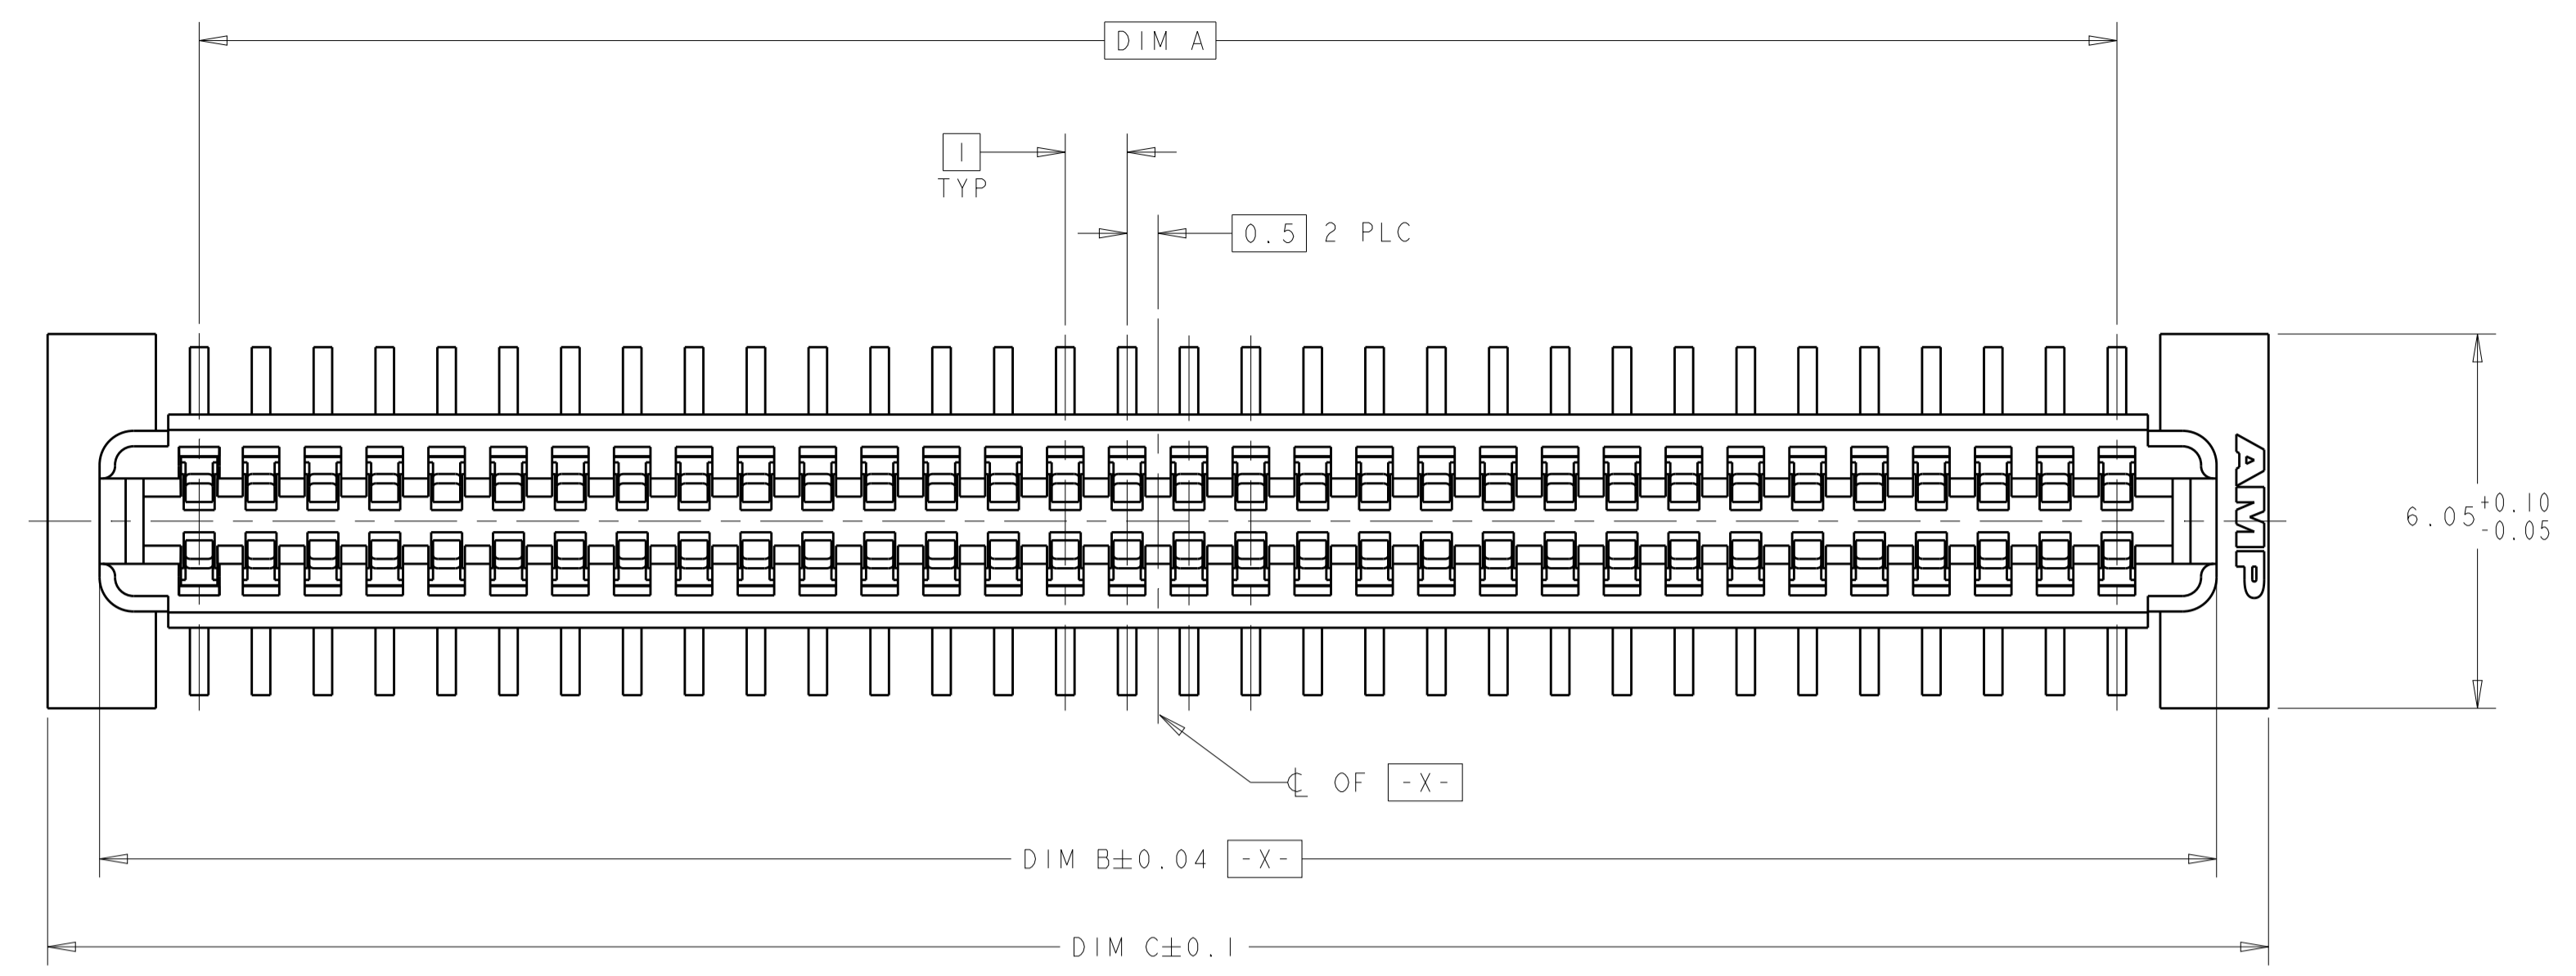 DIM A
1
TYP
0.5 2 PLC
AMP
6.05 +0.10
-0.05
℄ OF -X-
DIM B±0.04 -X-
DIM C±0.1